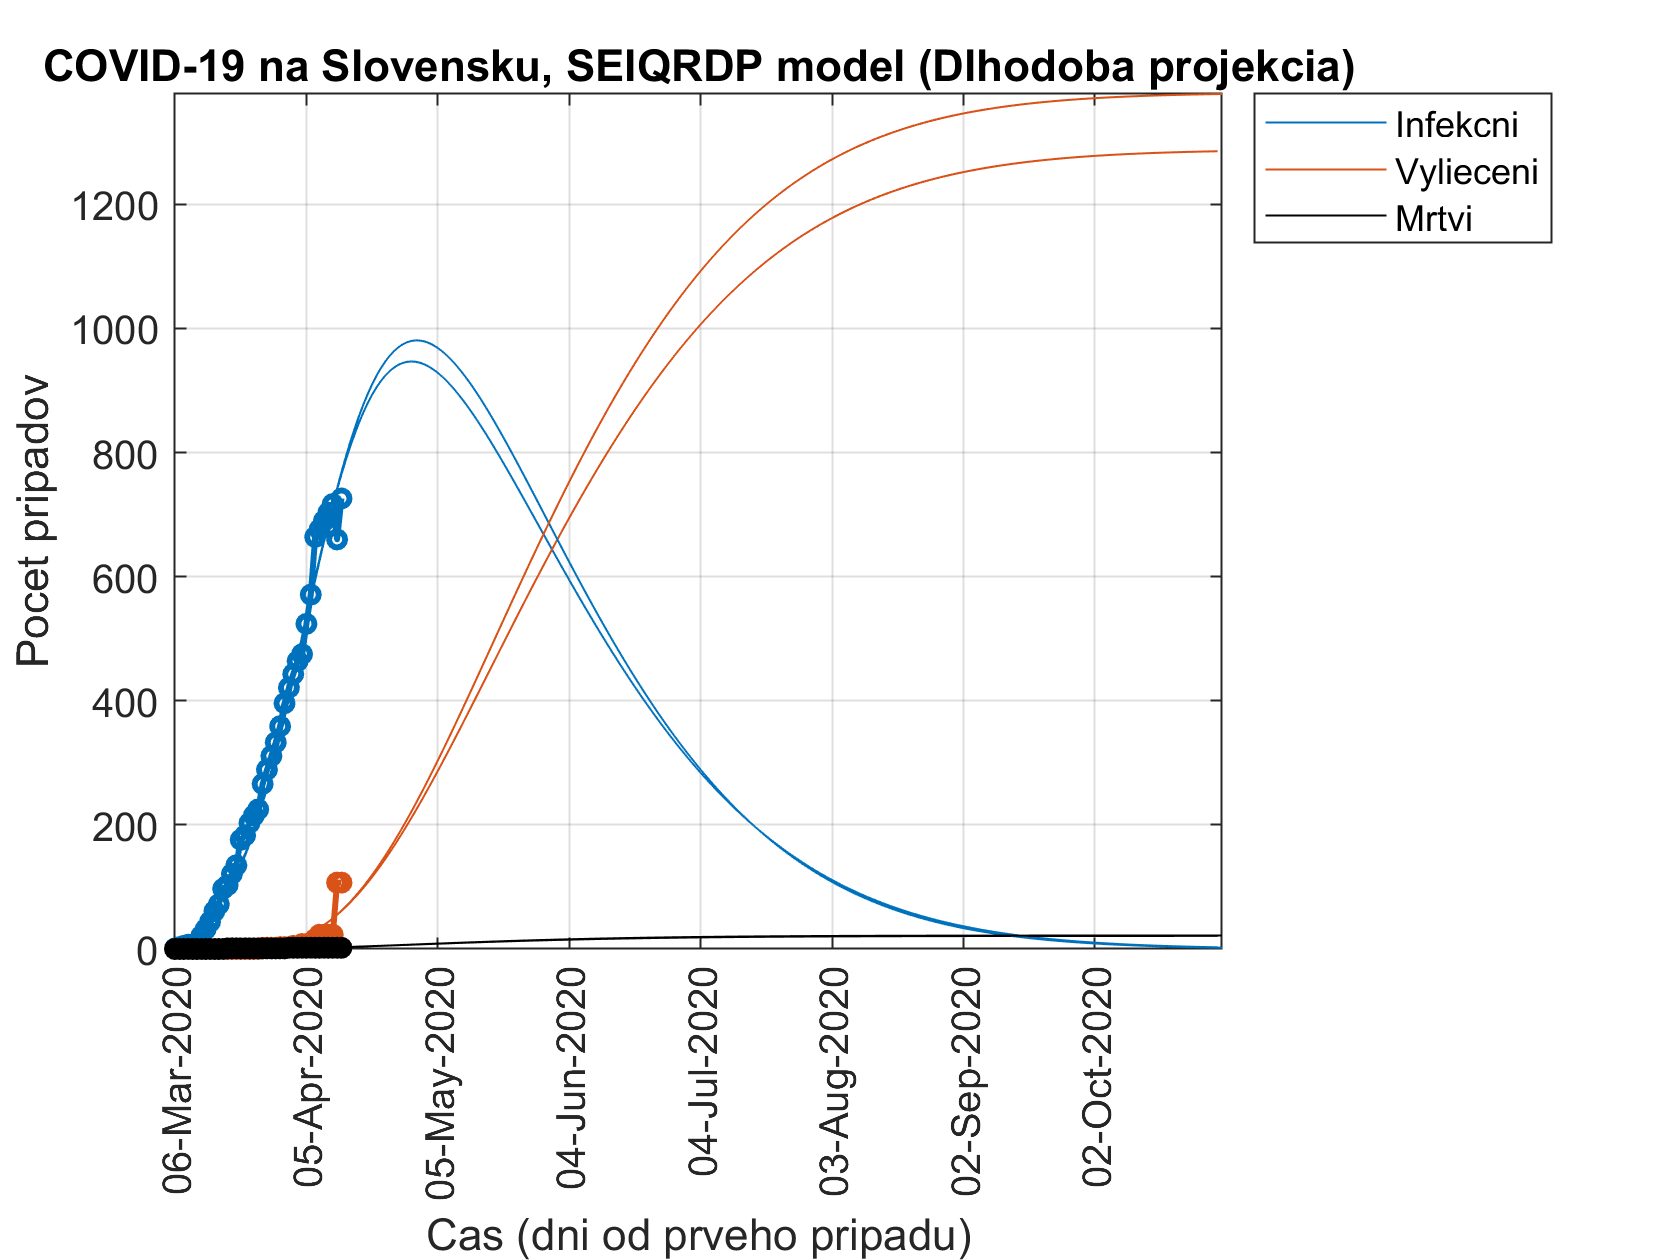 COVID-19 na Slovensku, SEIQRDP model (Dlhodoba projekcia)
Infekcni
Vylieceni
Mrtvi
Pocet pripadov
1200
1000
800
600
400
200
0
06-Mar-2020
05-Apr-2020
05-May-2020
04-Jun-2020
04-Jul-2020
03-Aug-2020
02-Sep-2020
02-Oct-2020
Cas (dni od prveho pripadu)